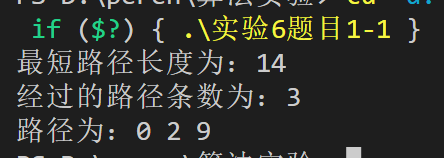 if ($?) { .\实验6题目1-1 }
最短路径长度为：14
经过的路径条数为：3
路径为：0 2 9